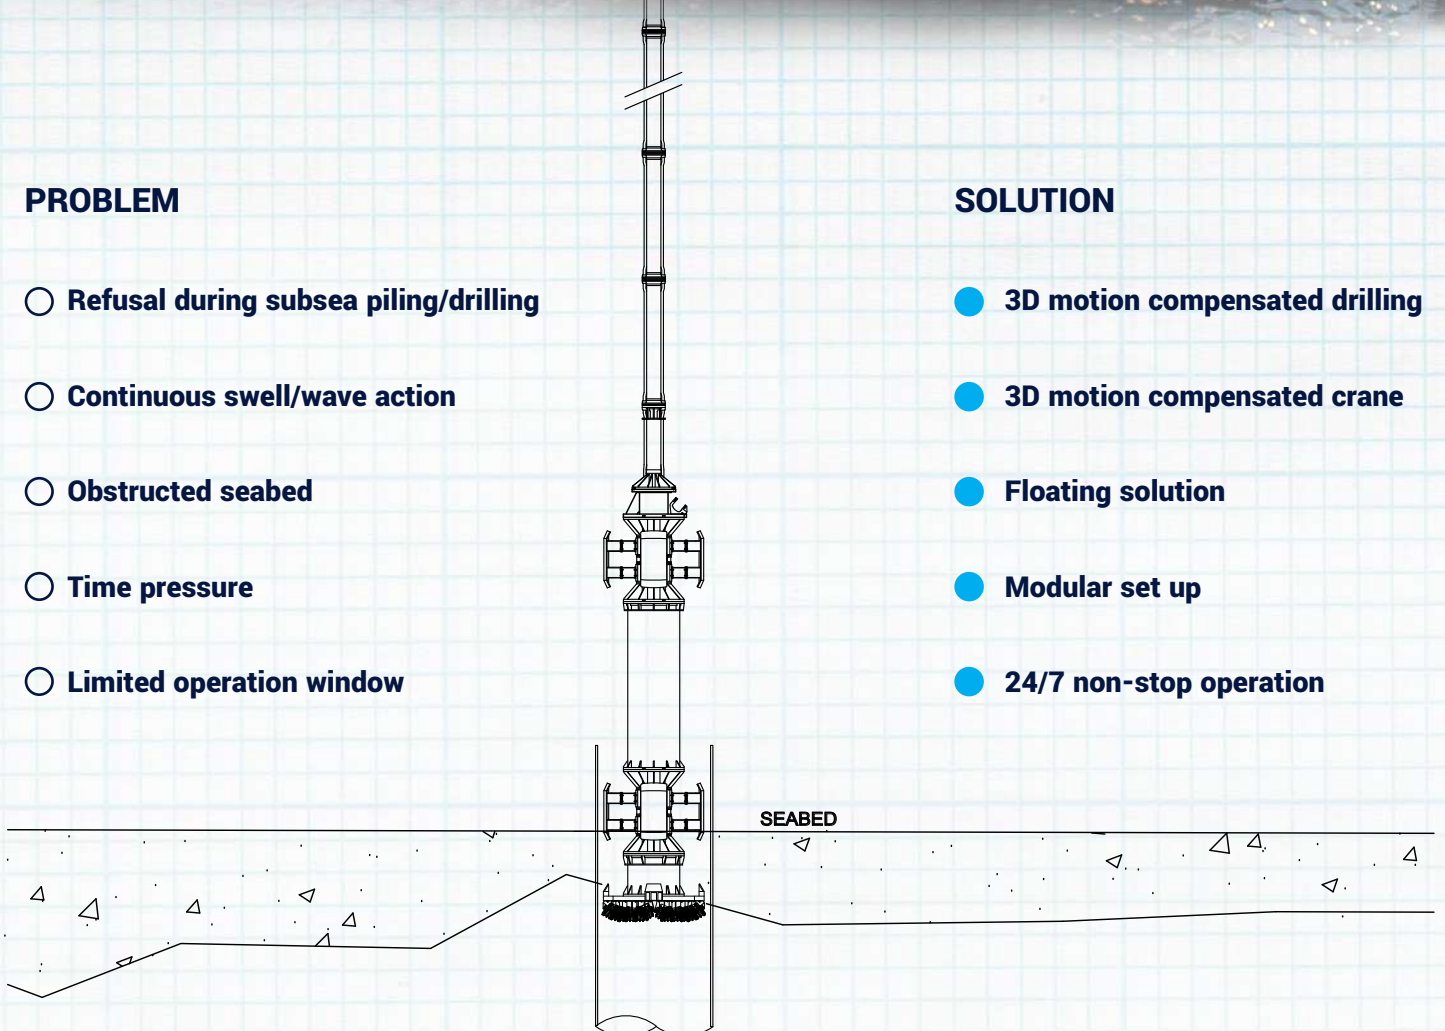 PROBLEM
Refusal during subsea piling/drilling
Continuous swell/wave action
Obstructed seabed
Time pressure
Limited operation window
SOLUTION
3D motion compensated drilling
3D motion compensated crane
Floating solution
Modular set up
24/7 non-stop operation
SEABED